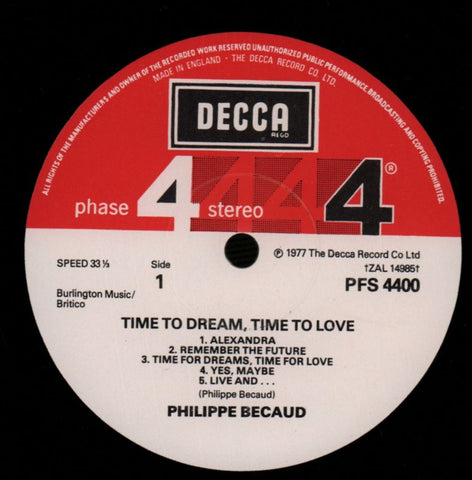 ALL RIGHTS OF THE MANUFACTURERS AND OWNER OF THE RECORDED WORK RESERVED UNAUTHORIZED PUBLIC PERFORMANCE, BROADCASTING AND COPYING PROHIBITED.
MADE IN ENGLAND · THE DECCA RECORD CO. LTD.
DECCA
REGD
phase 4 stereo 4 4 4 ®
℗ 1977 The Decca Record Co Ltd
SPEED 33⅓
Side
1
†ZAL 14985†
PFS 4400
Burlington Music/
Britico
TIME TO DREAM, TIME TO LOVE
1. ALEXANDRA
2. REMEMBER THE FUTURE
3. TIME FOR DREAMS, TIME FOR LOVE
4. YES, MAYBE
5. LIVE AND . . .
(Philippe Becaud)
PHILIPPE BECAUD